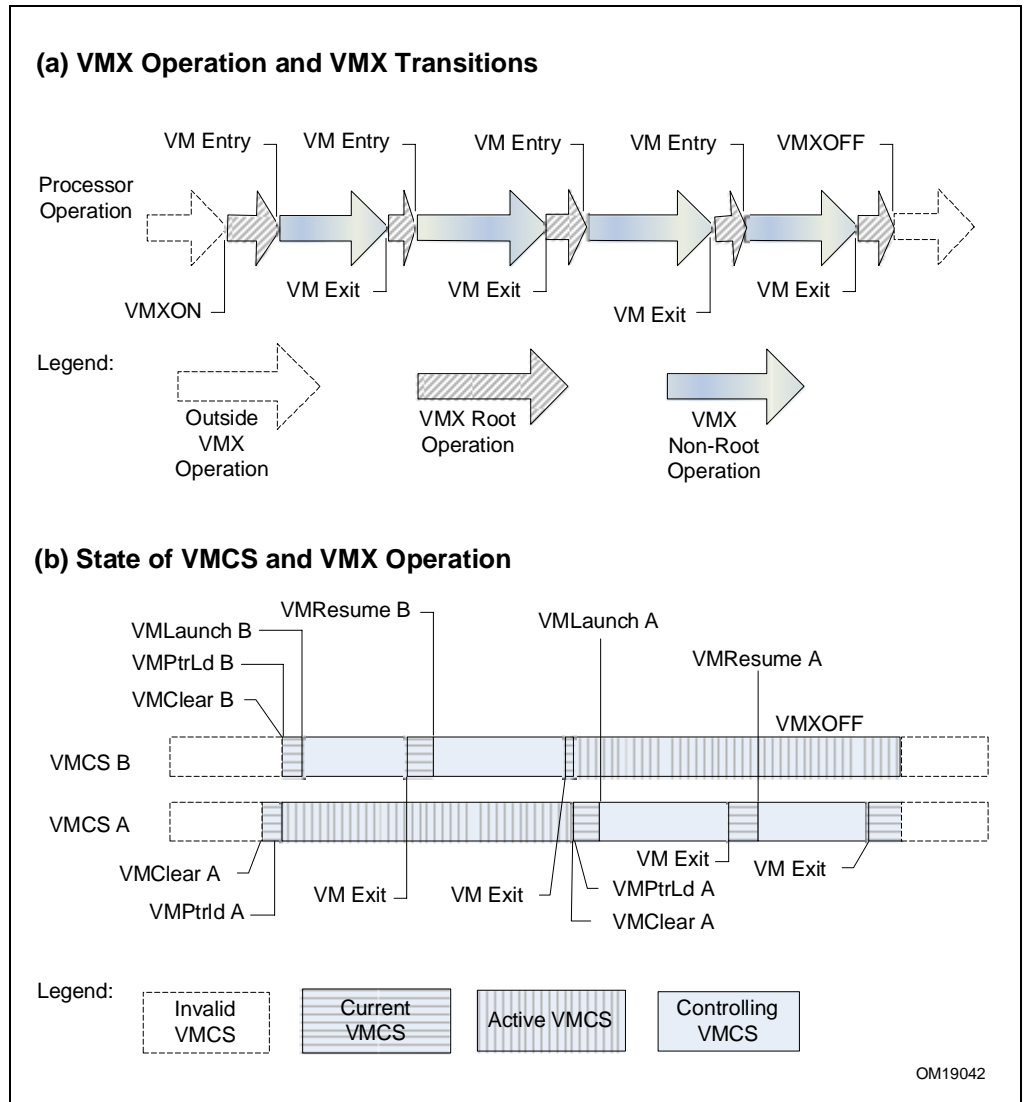 (a) VMX Operation and VMX Transitions
VM Entry
VM Entry
VM Entry
VM Entry
VMXOFF
Processor
Operation
VM Exit
VM Exit
VM Exit
VM Exit
VMXON
Legend:
Outside
VMX
Operation
VMX Root
Operation
VMX
Non-Root
Operation
(b) State of VMCS and VMX Operation
VMResume B
VMLaunch B
VMLaunch A
VMPtrLd B
VMResume A
VMClear B
VMXOFF
VMCS B
VMCS A
VMClear A
VM Exit
VM Exit
VM Exit
VM Exit
VMPtrld A
VMPtrLd A
VMClear A
Legend:
Invalid
VMCS
Current
VMCS
Active VMCS
Controlling
VMCS
OM19042